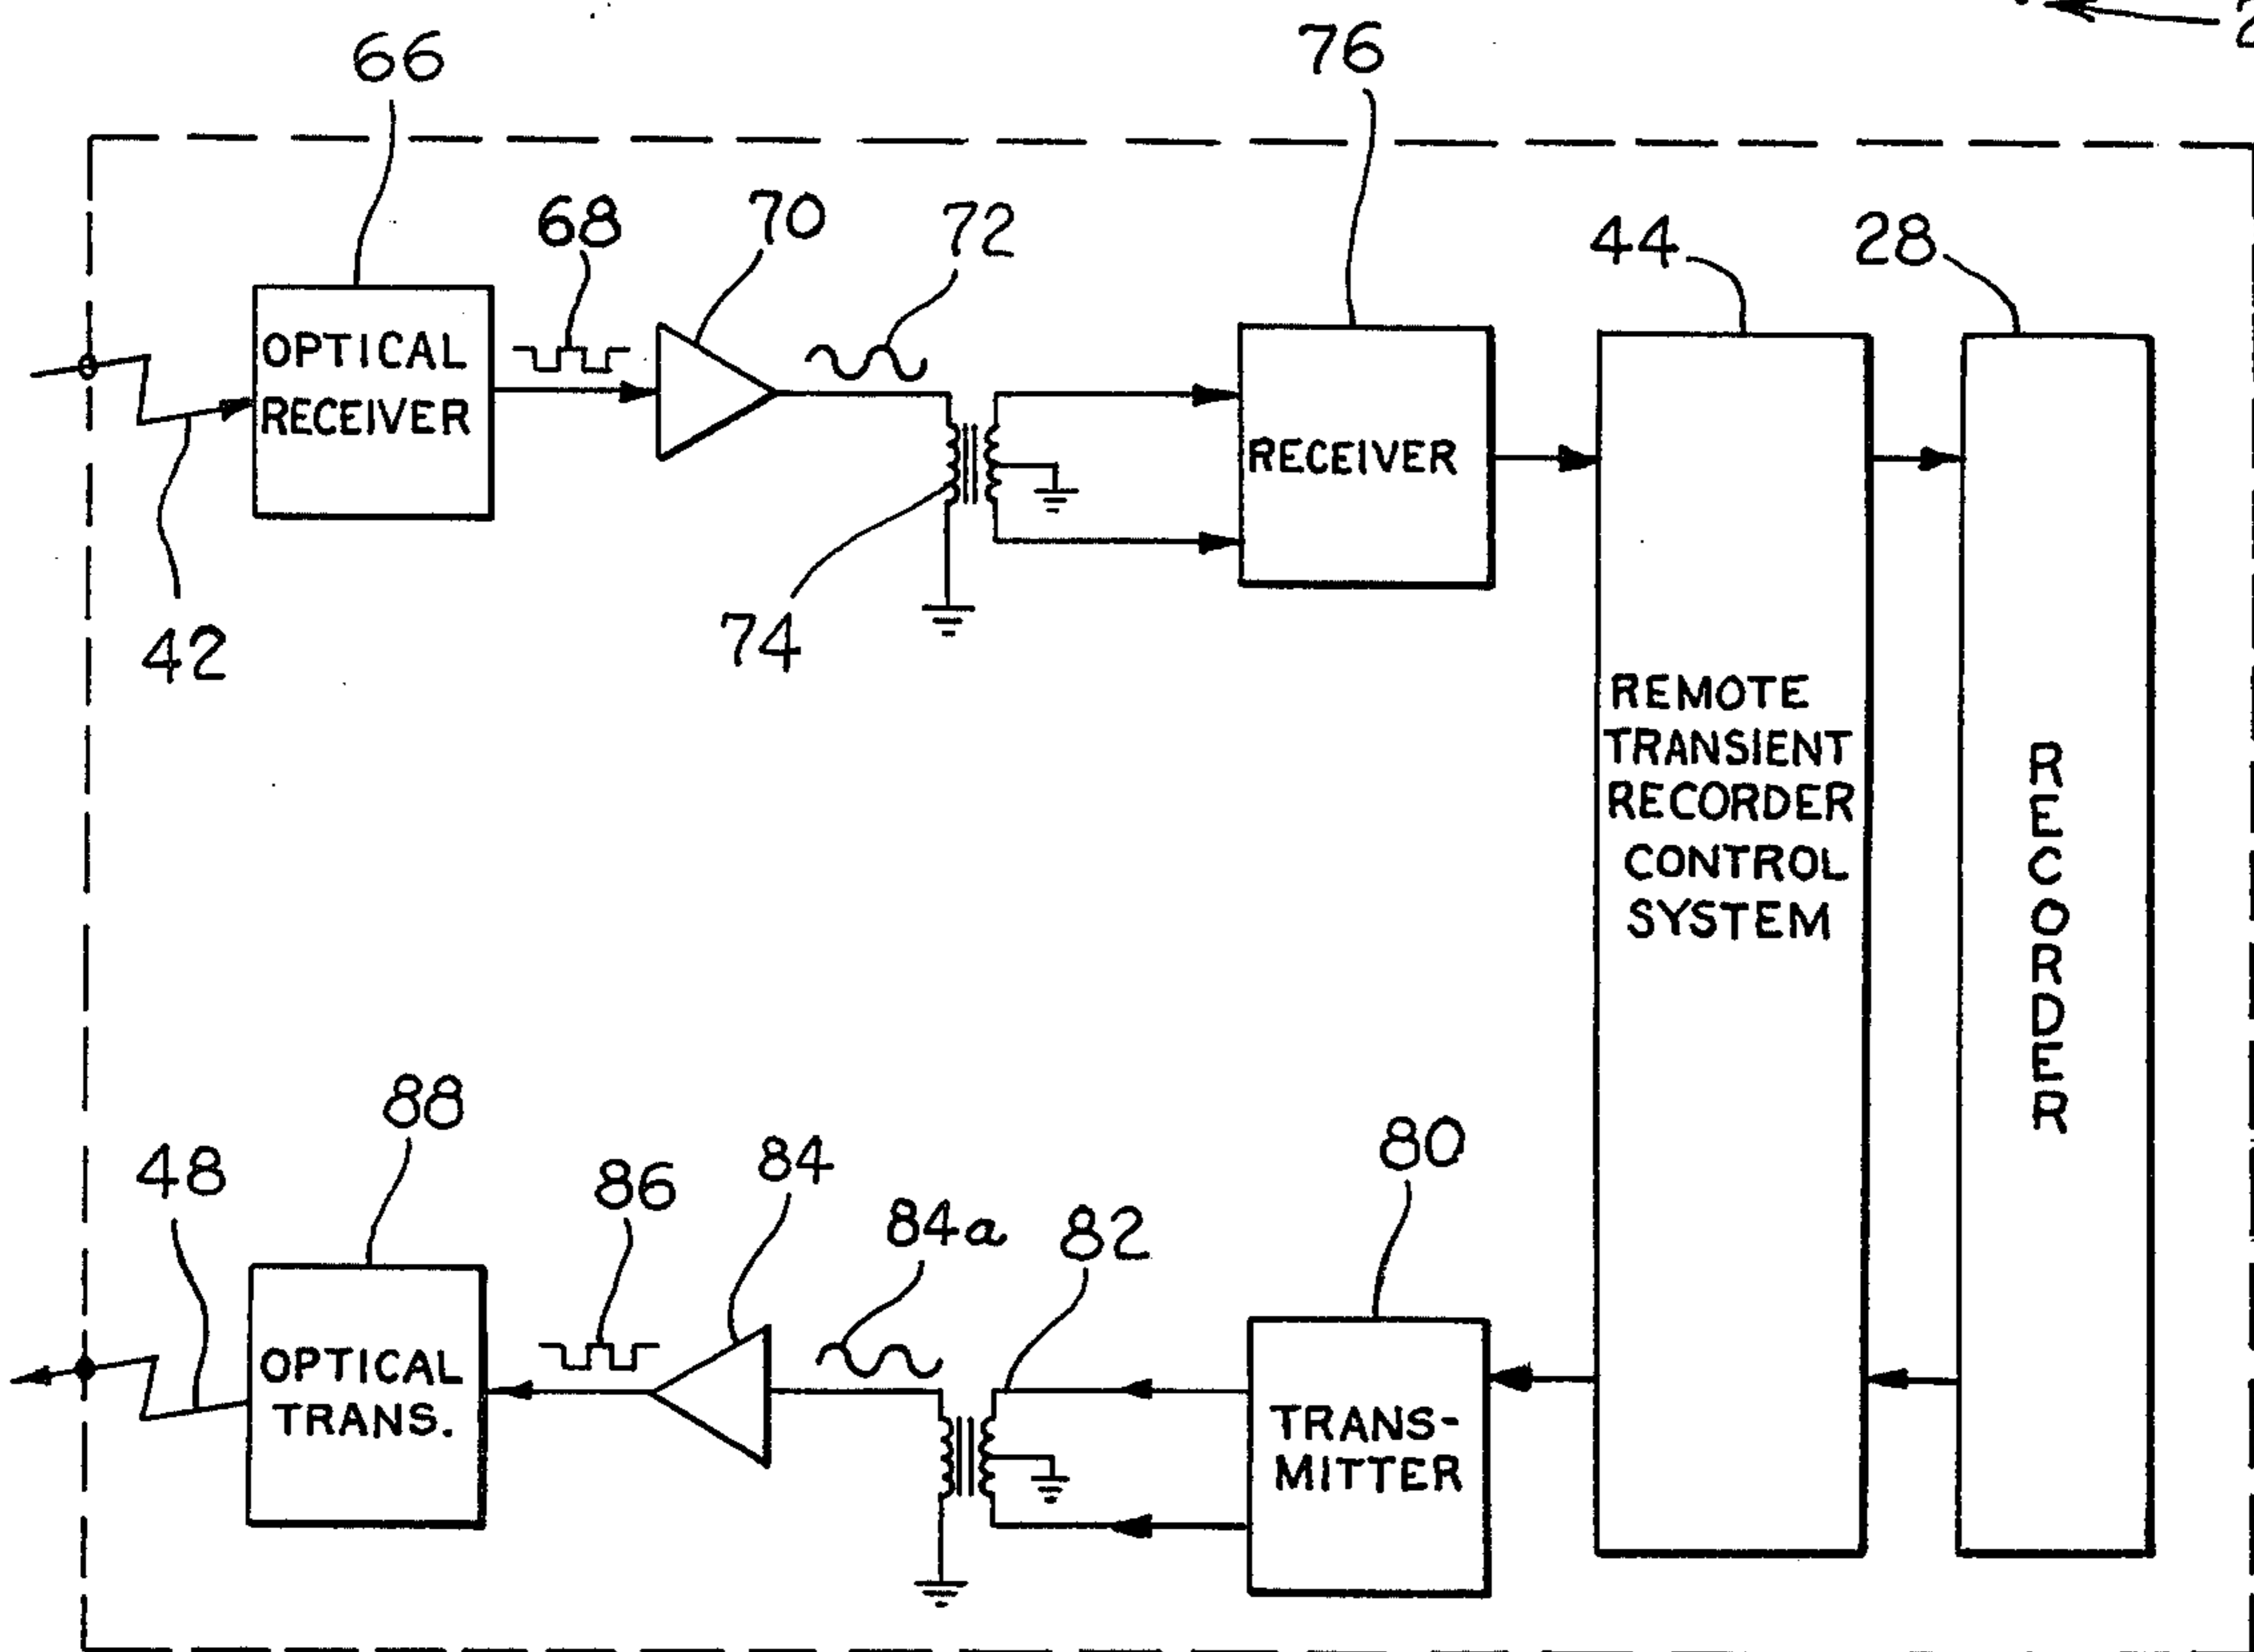 66
76
68
70
72
44
28
OPTICAL
RECEIVER
RECEIVER
42
74
REMOTE
TRANSIENT
RECORDER
CONTROL
SYSTEM
RECORDER
88
48
86
84
84a
82
80
OPTICAL
TRANS.
TRANS-
MITTER